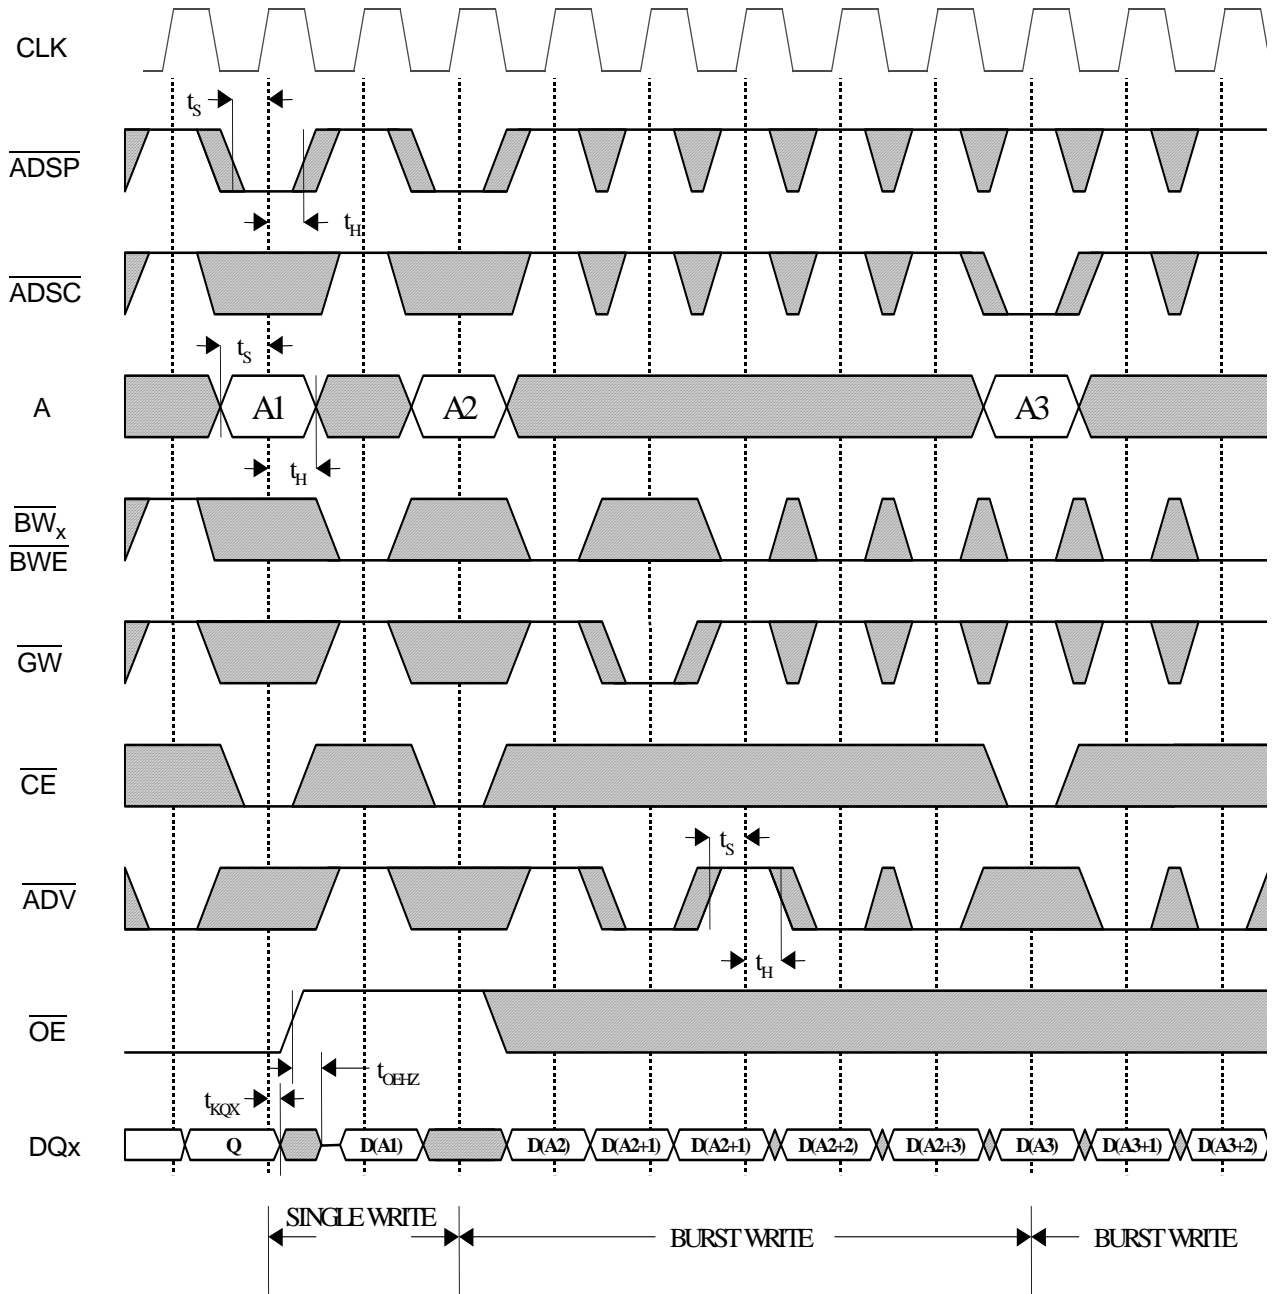 CLK
tS
ADSP
tH
ADSC
tS
A
A1
A2
A3
tH
BWx
BWE
GW
CE
tS
ADV
tH
OE
tOEHZ
tKQX
DQx
Q
D(A1)
D(A2)
D(A2+1)
D(A2+1)
D(A2+2)
D(A2+3)
D(A3)
D(A3+1)
D(A3+2)
SINGLE WRITE
BURST WRITE
BURST WRITE